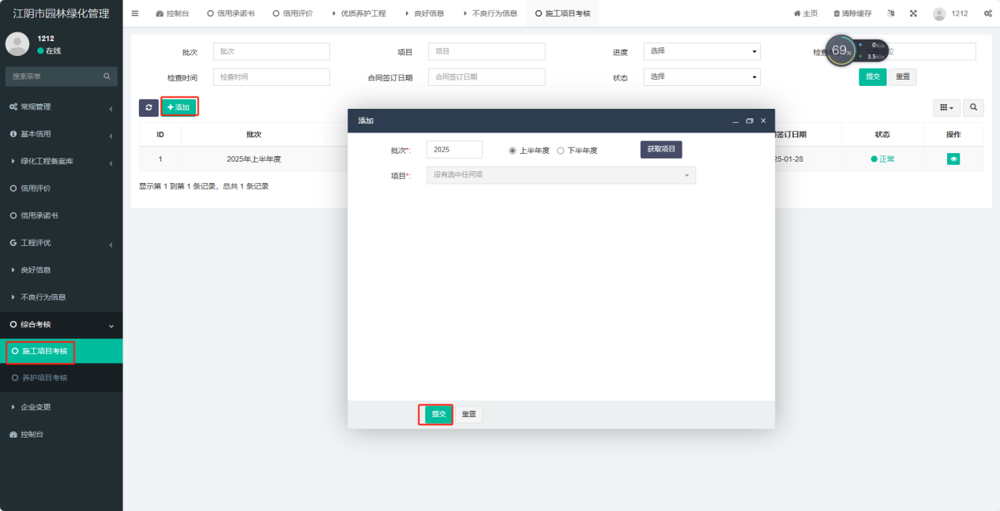 江阴市园林绿化管理
控制台 信用承诺书 信用评价 优质养护工程 良好信息 不良行为信息 施工项目考核 主页 清除缓存 1212
1212
在线
搜索菜单
常规管理
基本信用
绿化工程备案库
信用评价
信用承诺书
工程评优
良好信息
不良行为信息
综合考核
施工项目考核
养护项目考核
企业变更
控制台
批次 批次 项目 项目 进度 选择 检查 位
69% 0K/s
3.5K/s
检查时间 检查时间 合同签订日期 合同签订日期 状态 选择 提交 重置
添加
ID 批次 签订日期 状态 操作
1 2025年上半年度 25-01-28 正常
显示第 1 到第 1 条记录，总共 1 条记录
添加
批次*: 2025 上半年度 下半年度 获取项目
项目*: 没有选中任何项
提交 重置